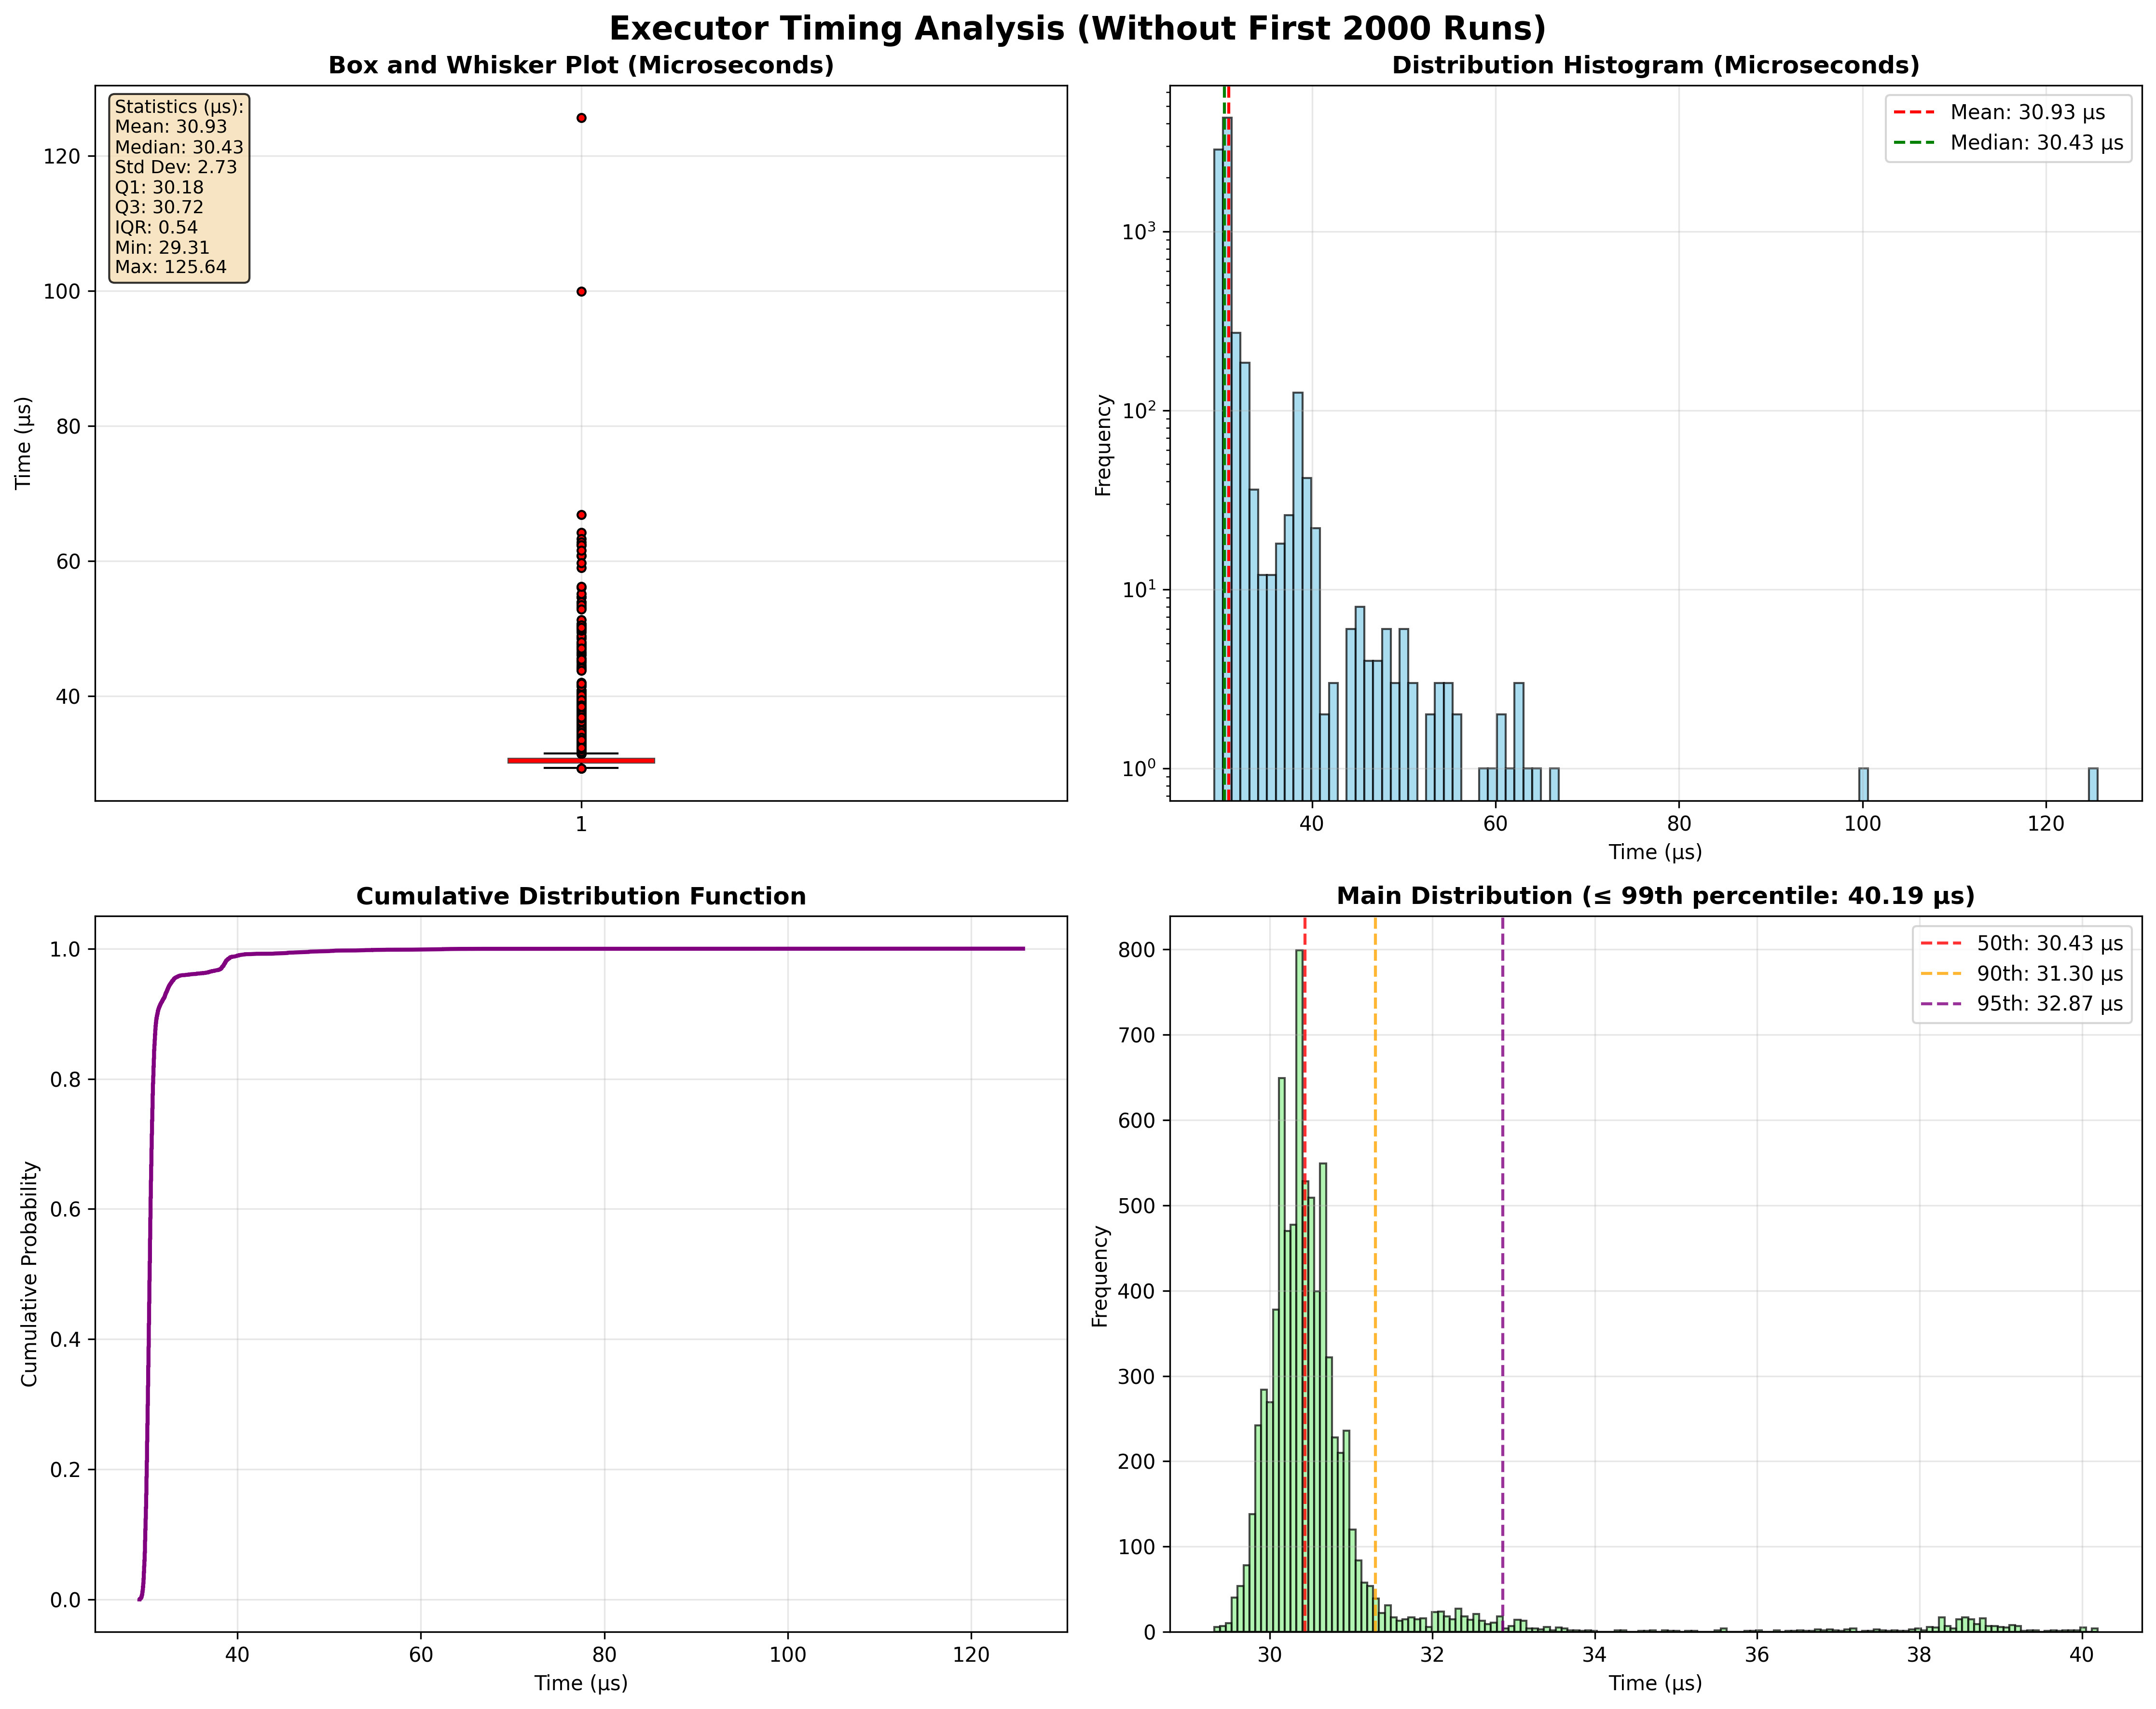 Executor Timing Analysis (Without First 2000 Runs)
Box and Whisker Plot (Microseconds)
Statistics (µs):
Mean: 30.93
Median: 30.43
Std Dev: 2.73
Q1: 30.18
Q3: 30.72
IQR: 0.54
Min: 29.31
Max: 125.64
120
100
80
60
40
Time (µs)
1
Distribution Histogram (Microseconds)
Mean: 30.93 µs
Median: 30.43 µs
10³
10²
10¹
10⁰
Frequency
40 60 80 100 120
Time (µs)
Cumulative Distribution Function
1.0
0.8
0.6
0.4
0.2
0.0
Cumulative Probability
40 60 80 100 120
Time (µs)
Main Distribution (≤ 99th percentile: 40.19 µs)
50th: 30.43 µs
90th: 31.30 µs
95th: 32.87 µs
800
700
600
500
400
300
200
100
0
Frequency
30 32 34 36 38 40
Time (µs)